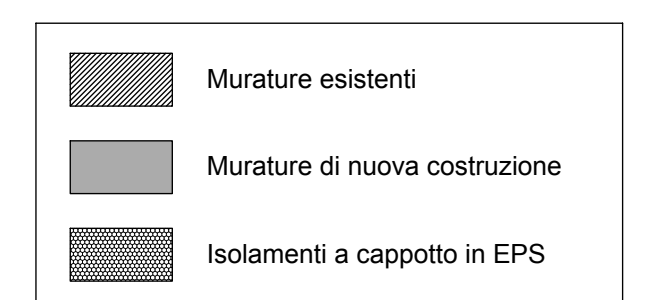 Murature esistenti
Murature di nuova costruzione
Isolamenti a cappotto in EPS